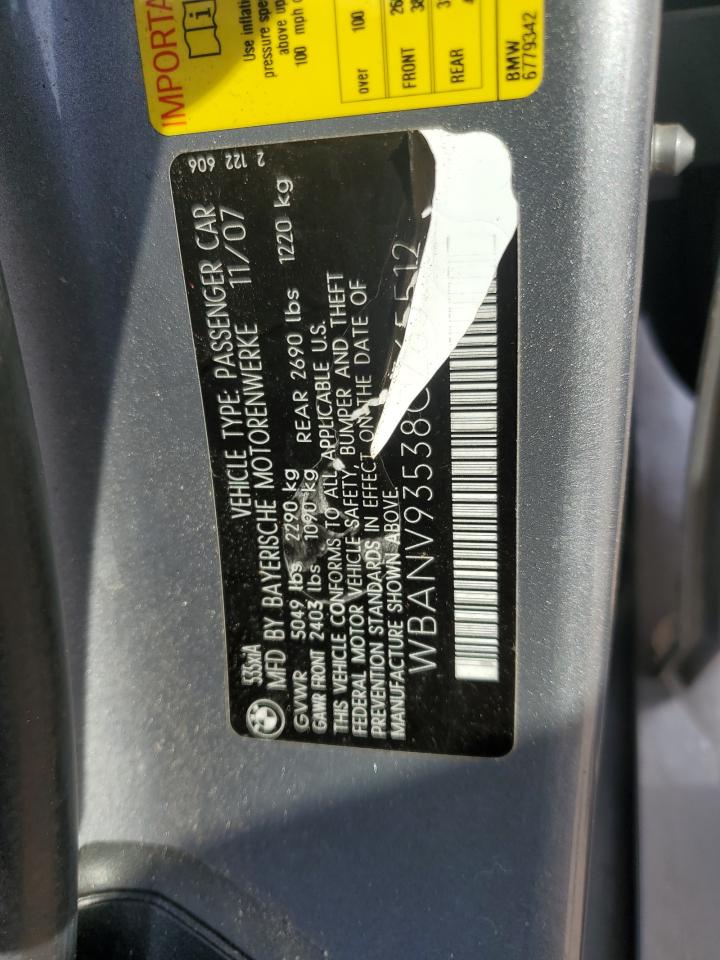 IMPORTA
Use inflati
pressure spe
above up
100 mph o
over 100
FRONT
REAR
BMW
6779342
2 122 606
335xiA VEHICLE TYPE: PASSENGER CAR
MFD BY BAYERISCHE MOTORENWERKE 11/07
GVWR 5049 lbs 2290 kg
GAWR FRONT 2403 lbs 1090 kg REAR 2690 lbs 1220 kg
THIS VEHICLE CONFORMS TO ALL APPLICABLE U.S.
FEDERAL MOTOR VEHICLE SAFETY, BUMPER AND THEFT
PREVENTION STANDARDS IN EFFECT ON THE DATE OF
MANUFACTURE SHOWN ABOVE.
WBANV93538C 5512